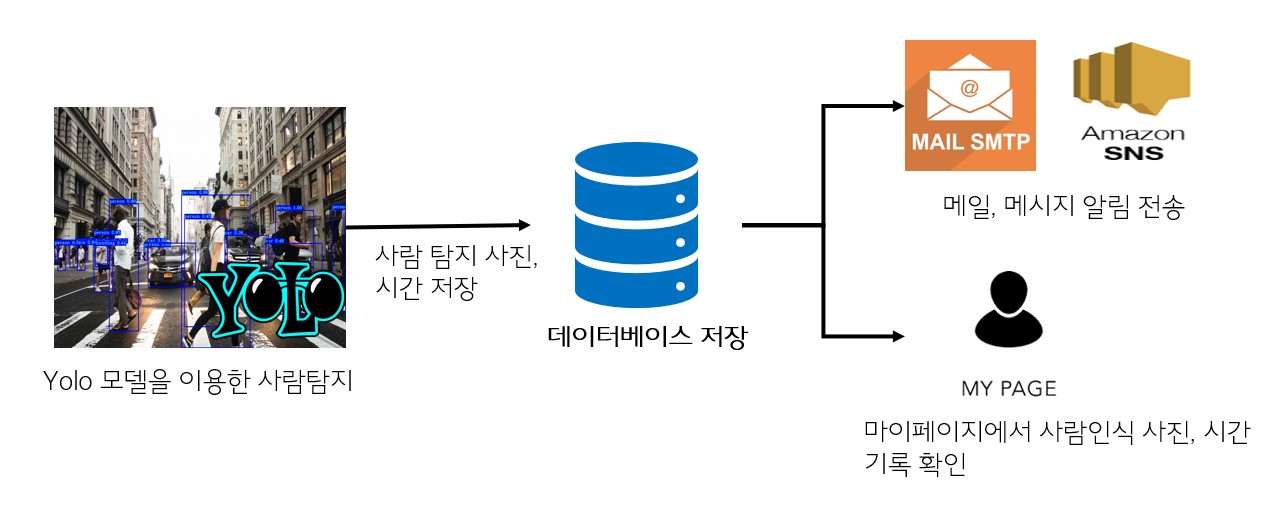 person 0.99
YOLO
Yolo 모델을 이용한 사람탐지
사람 탐지 사진,
시간 저장
데이터베이스 저장
@
MAIL SMTP
Amazon
SNS
메일, 메시지 알림 전송
MY PAGE
마이페이지에서 사람인식 사진, 시간
기록 확인